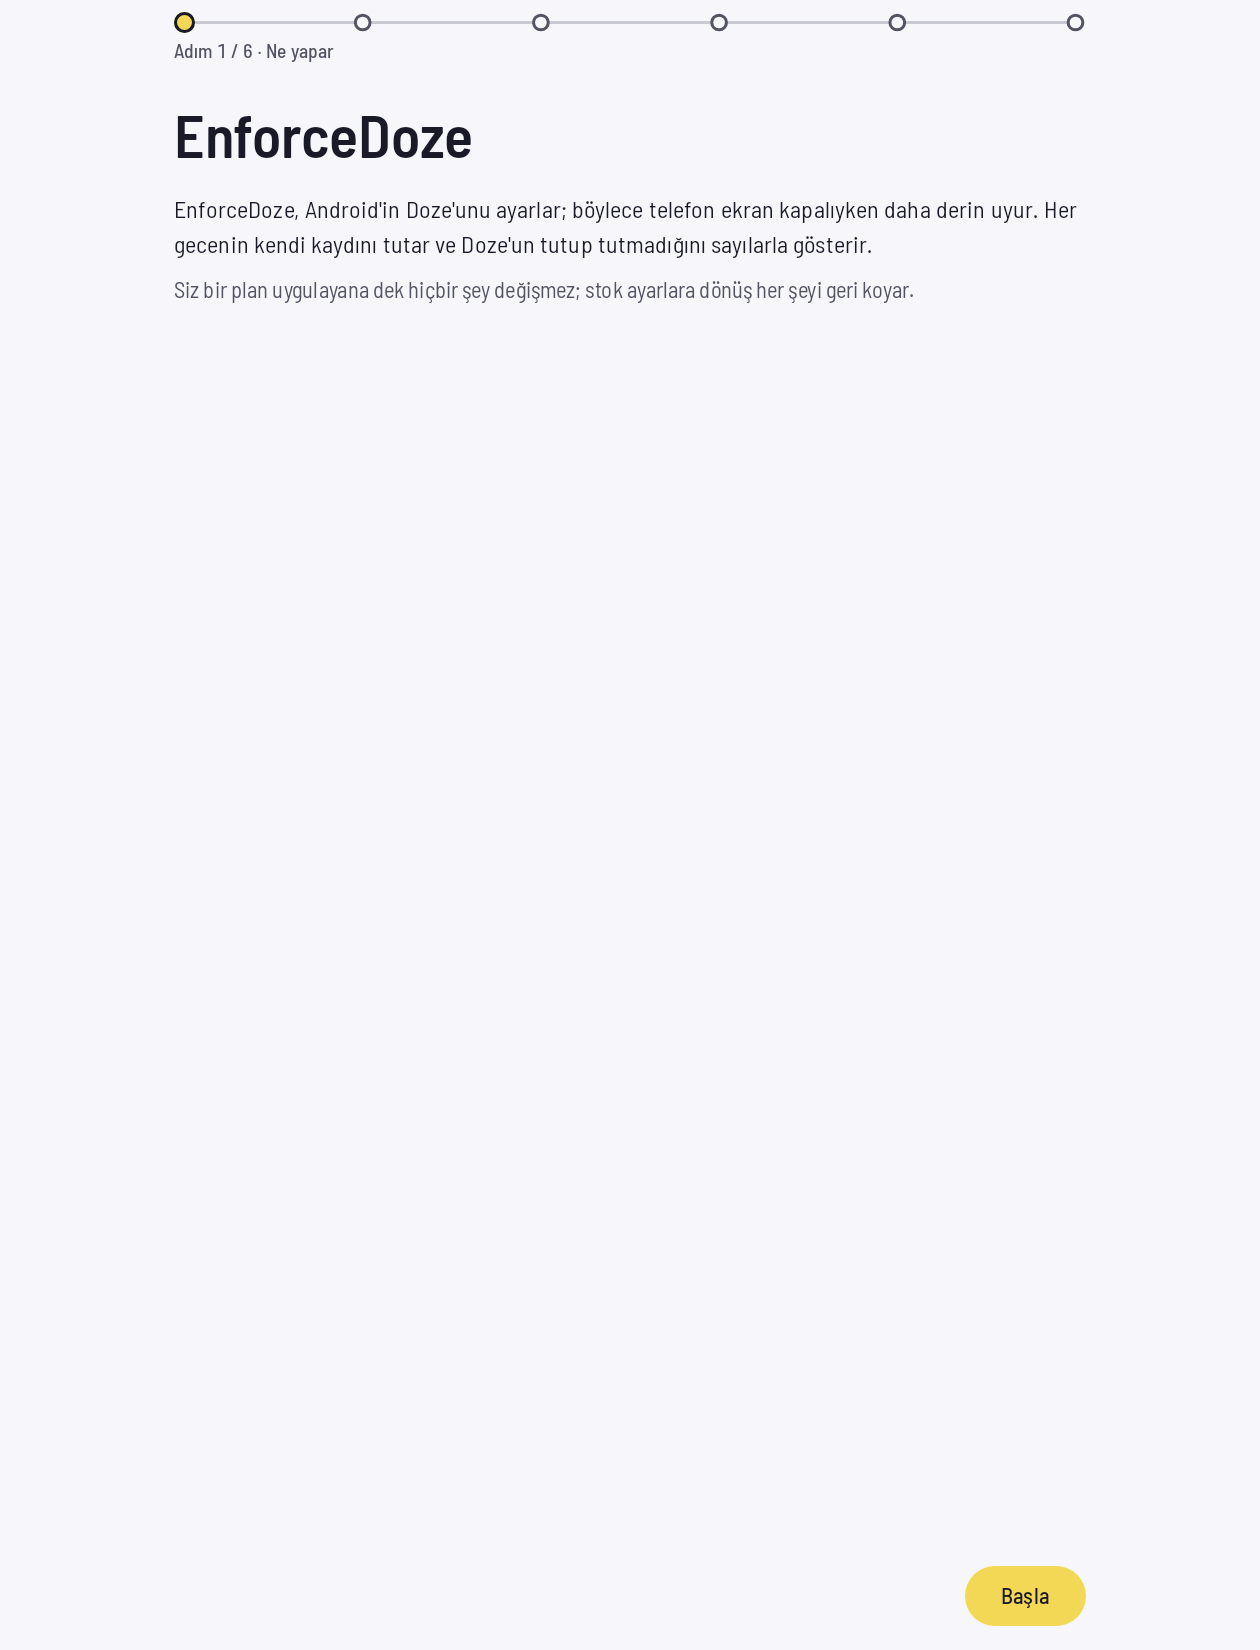 Adım 1 / 6 · Ne yapar
EnforceDoze
EnforceDoze, Android'in Doze'unu ayarlar; böylece telefon ekran kapalıyken daha derin uyur. Her
gecenin kendi kaydını tutar ve Doze'un tutup tutmadığını sayılarla gösterir.
Siz bir plan uygulayana dek hiçbir şey değişmez; stok ayarlara dönüş her şeyi geri koyar.
Başla